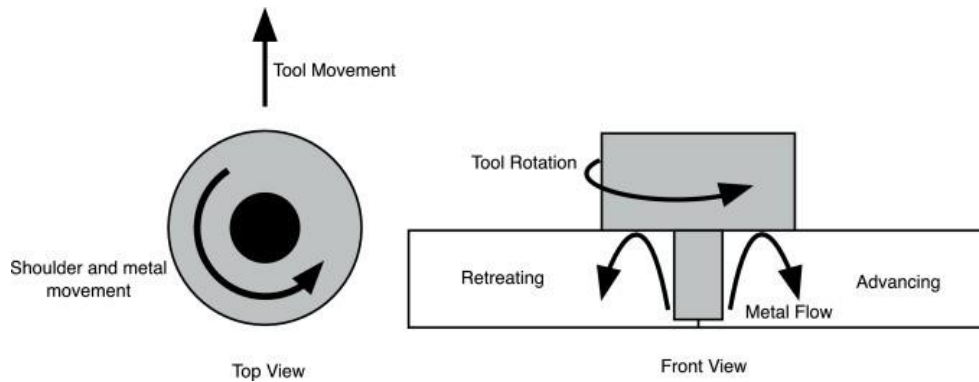 Tool Movement
Shoulder and metal
movement
Top View
Tool Rotation
Retreating
Advancing
Metal Flow
Front View